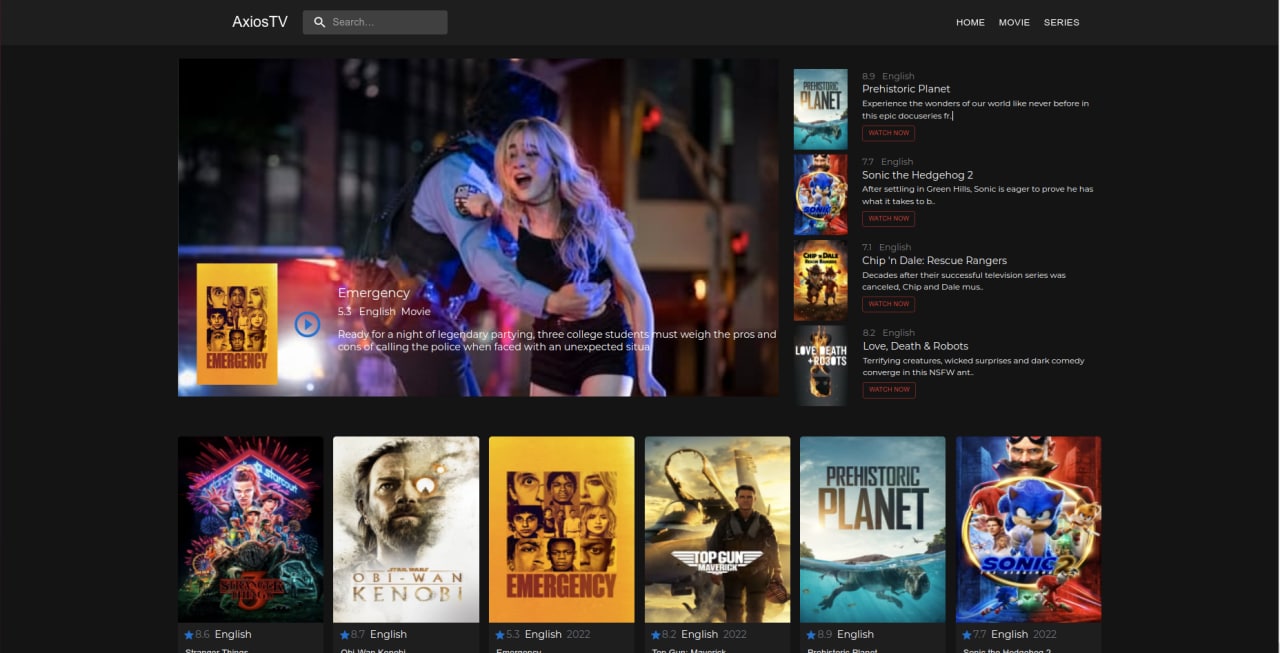 AxiosTV
Search...
HOME MOVIE SERIES
Emergency
5.3 English Movie
Ready for a night of legendary partying, three college students must weigh the pros and
cons of calling the police when faced with an unexpected situa
EMERGENCY
PREHISTORIC
PLANET
8.9 English
Prehistoric Planet
Experience the wonders of our world like never before in
this epic docuseries fr.
WATCH NOW
SONIC 2
7.7 English
Sonic the Hedgehog 2
After settling in Green Hills, Sonic is eager to prove he has
what it takes to b..
WATCH NOW
CHIP 'N DALE
RESCUE RANGERS
7.1 English
Chip 'n Dale: Rescue Rangers
Decades after their successful television series was
canceled, Chip and Dale mus..
WATCH NOW
LOVE DEATH
+ROBOTS
8.2 English
Love, Death & Robots
Terrifying creatures, wicked surprises and dark comedy
converge in this NSFW ant..
WATCH NOW
starcourt
STRANGER
THINGS
3
STAR WARS
OBI-WAN
KENOBI
EMERGENCY
TOP GUN
MAVERICK
PREHISTORIC
PLANET
SONIC 2
8.6 English
8.7 English
5.3 English 2022
8.2 English 2022
8.9 English
7.7 English 2022
Stranger Things
Obi-Wan Kenobi
Emergency
Top Gun: Maverick
Prehistoric Planet
Sonic the Hedgehog 2